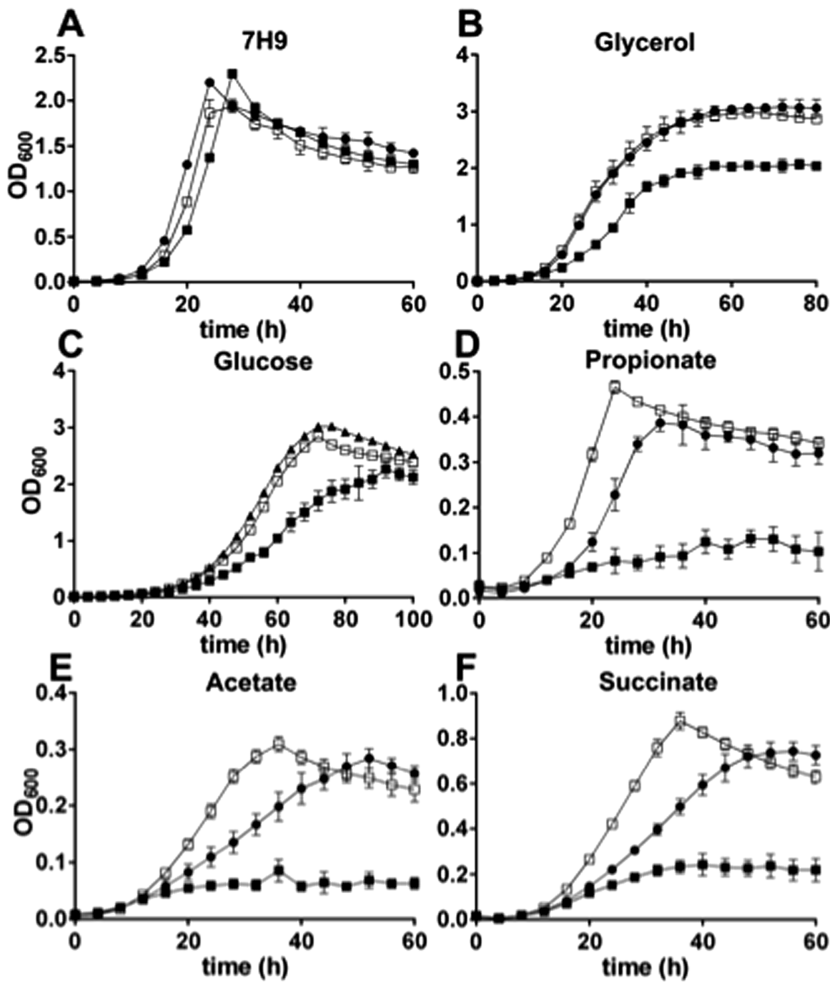 A
7H9
OD600
2.5
2.0
1.5
1.0
0.5
0.0
0 20 40 60
time (h)
B
Glycerol
4
3
2
1
0
0 20 40 60 80
time (h)
C
Glucose
OD600
4
3
2
1
0
0 20 40 60 80 100
time (h)
D
Propionate
0.5
0.4
0.3
0.2
0.1
0.0
0 20 40 60
time (h)
E
Acetate
OD600
0.4
0.3
0.2
0.1
0.0
0 20 40 60
time (h)
F
Succinate
1.0
0.8
0.6
0.4
0.2
0.0
0 20 40 60
time (h)